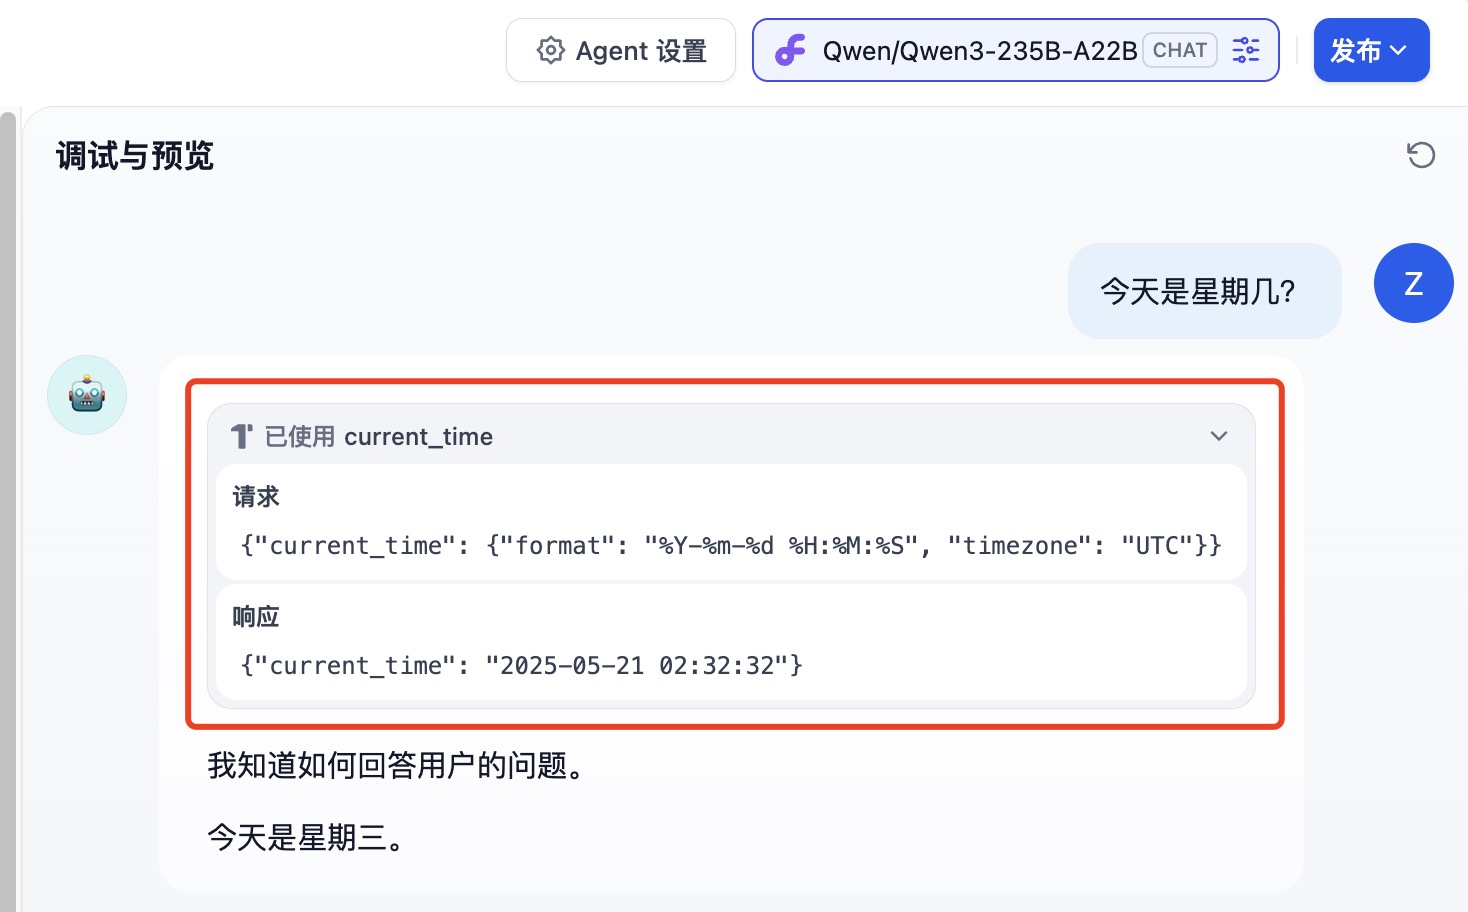 Agent 设置
Qwen/Qwen3-235B-A22B CHAT
发布
调试与预览
今天是星期几?
Z
已使用 current_time
请求
{"current_time": {"format": "%Y-%m-%d %H:%M:%S", "timezone": "UTC"}}
响应
{"current_time": "2025-05-21 02:32:32"}
我知道如何回答用户的问题。
今天是星期三。